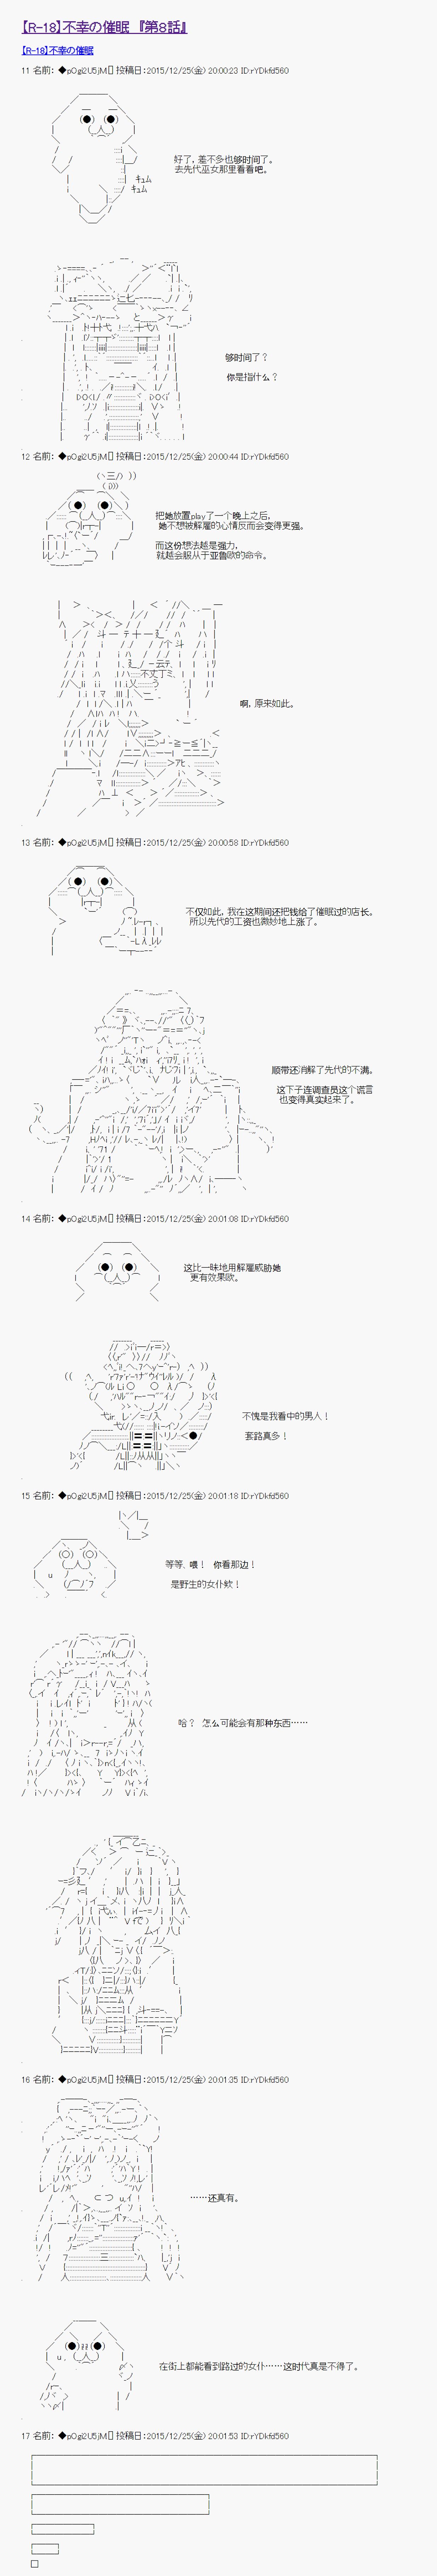 【R-18】不幸の催眠 『第8話』
【R-18】不幸の催眠
11 名前: ◆pOgi2U5jM. 投稿日:2015/12/25(金) 20:00:23 ID:rYDkfd560
好了，差不多也够时间了。
去先代巫女那里看看吧。
够时间了？
你是指什么？
12 名前: ◆pOgi2U5jM. 投稿日:2015/12/25(金) 20:00:44 ID:rYDkfd560
把她放置play了一个晚上之后，
她不想被解雇的心情反而会变得更强。
而这份想法越是强力，
就越会服从于亚鲁欧的命令。
啊，原来如此。
13 名前: ◆pOgi2U5jM. 投稿日:2015/12/25(金) 20:00:58 ID:rYDkfd560
不仅如此，我在这期间还把钱给了催眠过的店长。
所以先代的工资也微妙地上涨了。
顺带还消解了先代的不满。
这下子连调查员这个谎言
也变得真实起来了。
14 名前: ◆pOgi2U5jM. 投稿日:2015/12/25(金) 20:01:08 ID:rYDkfd560
这比一昧地用解雇威胁她
更有效果欧。
不愧是我看中的男人！
套路真多！
15 名前: ◆pOgi2U5jM. 投稿日:2015/12/25(金) 20:01:18 ID:rYDkfd560
等等、喂！ 你看那边！
是野生的女仆欸！
哈？ 怎么可能会有那种东西……
16 名前: ◆pOgi2U5jM. 投稿日:2015/12/25(金) 20:01:35 ID:rYDkfd560
……还真有。
在街上都能看到路过的女仆……这时代真是不得了。
17 名前: ◆pOgi2U5jM. 投稿日:2015/12/25(金) 20:01:53 ID:rYDkfd560